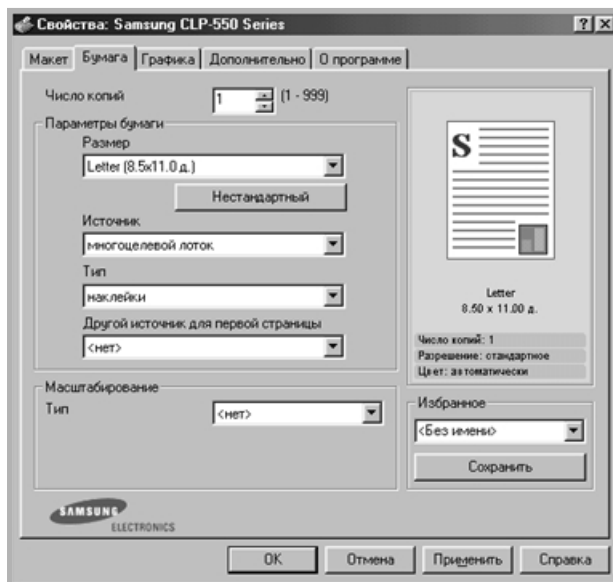 Свойства: Samsung CLP-550 Series
Макет Бумага Графика Дополнительно О программе
Число копий 1 (1 - 999)
Параметры бумаги
Размер
Letter (8.5x11.0 д.)
Нестандартный
Источник
многоцелевой лоток
Тип
наклейки
Другой источник для первой страницы
<нет>
Масштабирование
Тип <нет>
S
Letter
8.50 x 11.00 д.
Число копий: 1
Разрешение: стандартное
Цвет: автоматически
Избранное
<Без имени>
Сохранить
SAMSUNG
ELECTRONICS
OK Отмена Применить Справка